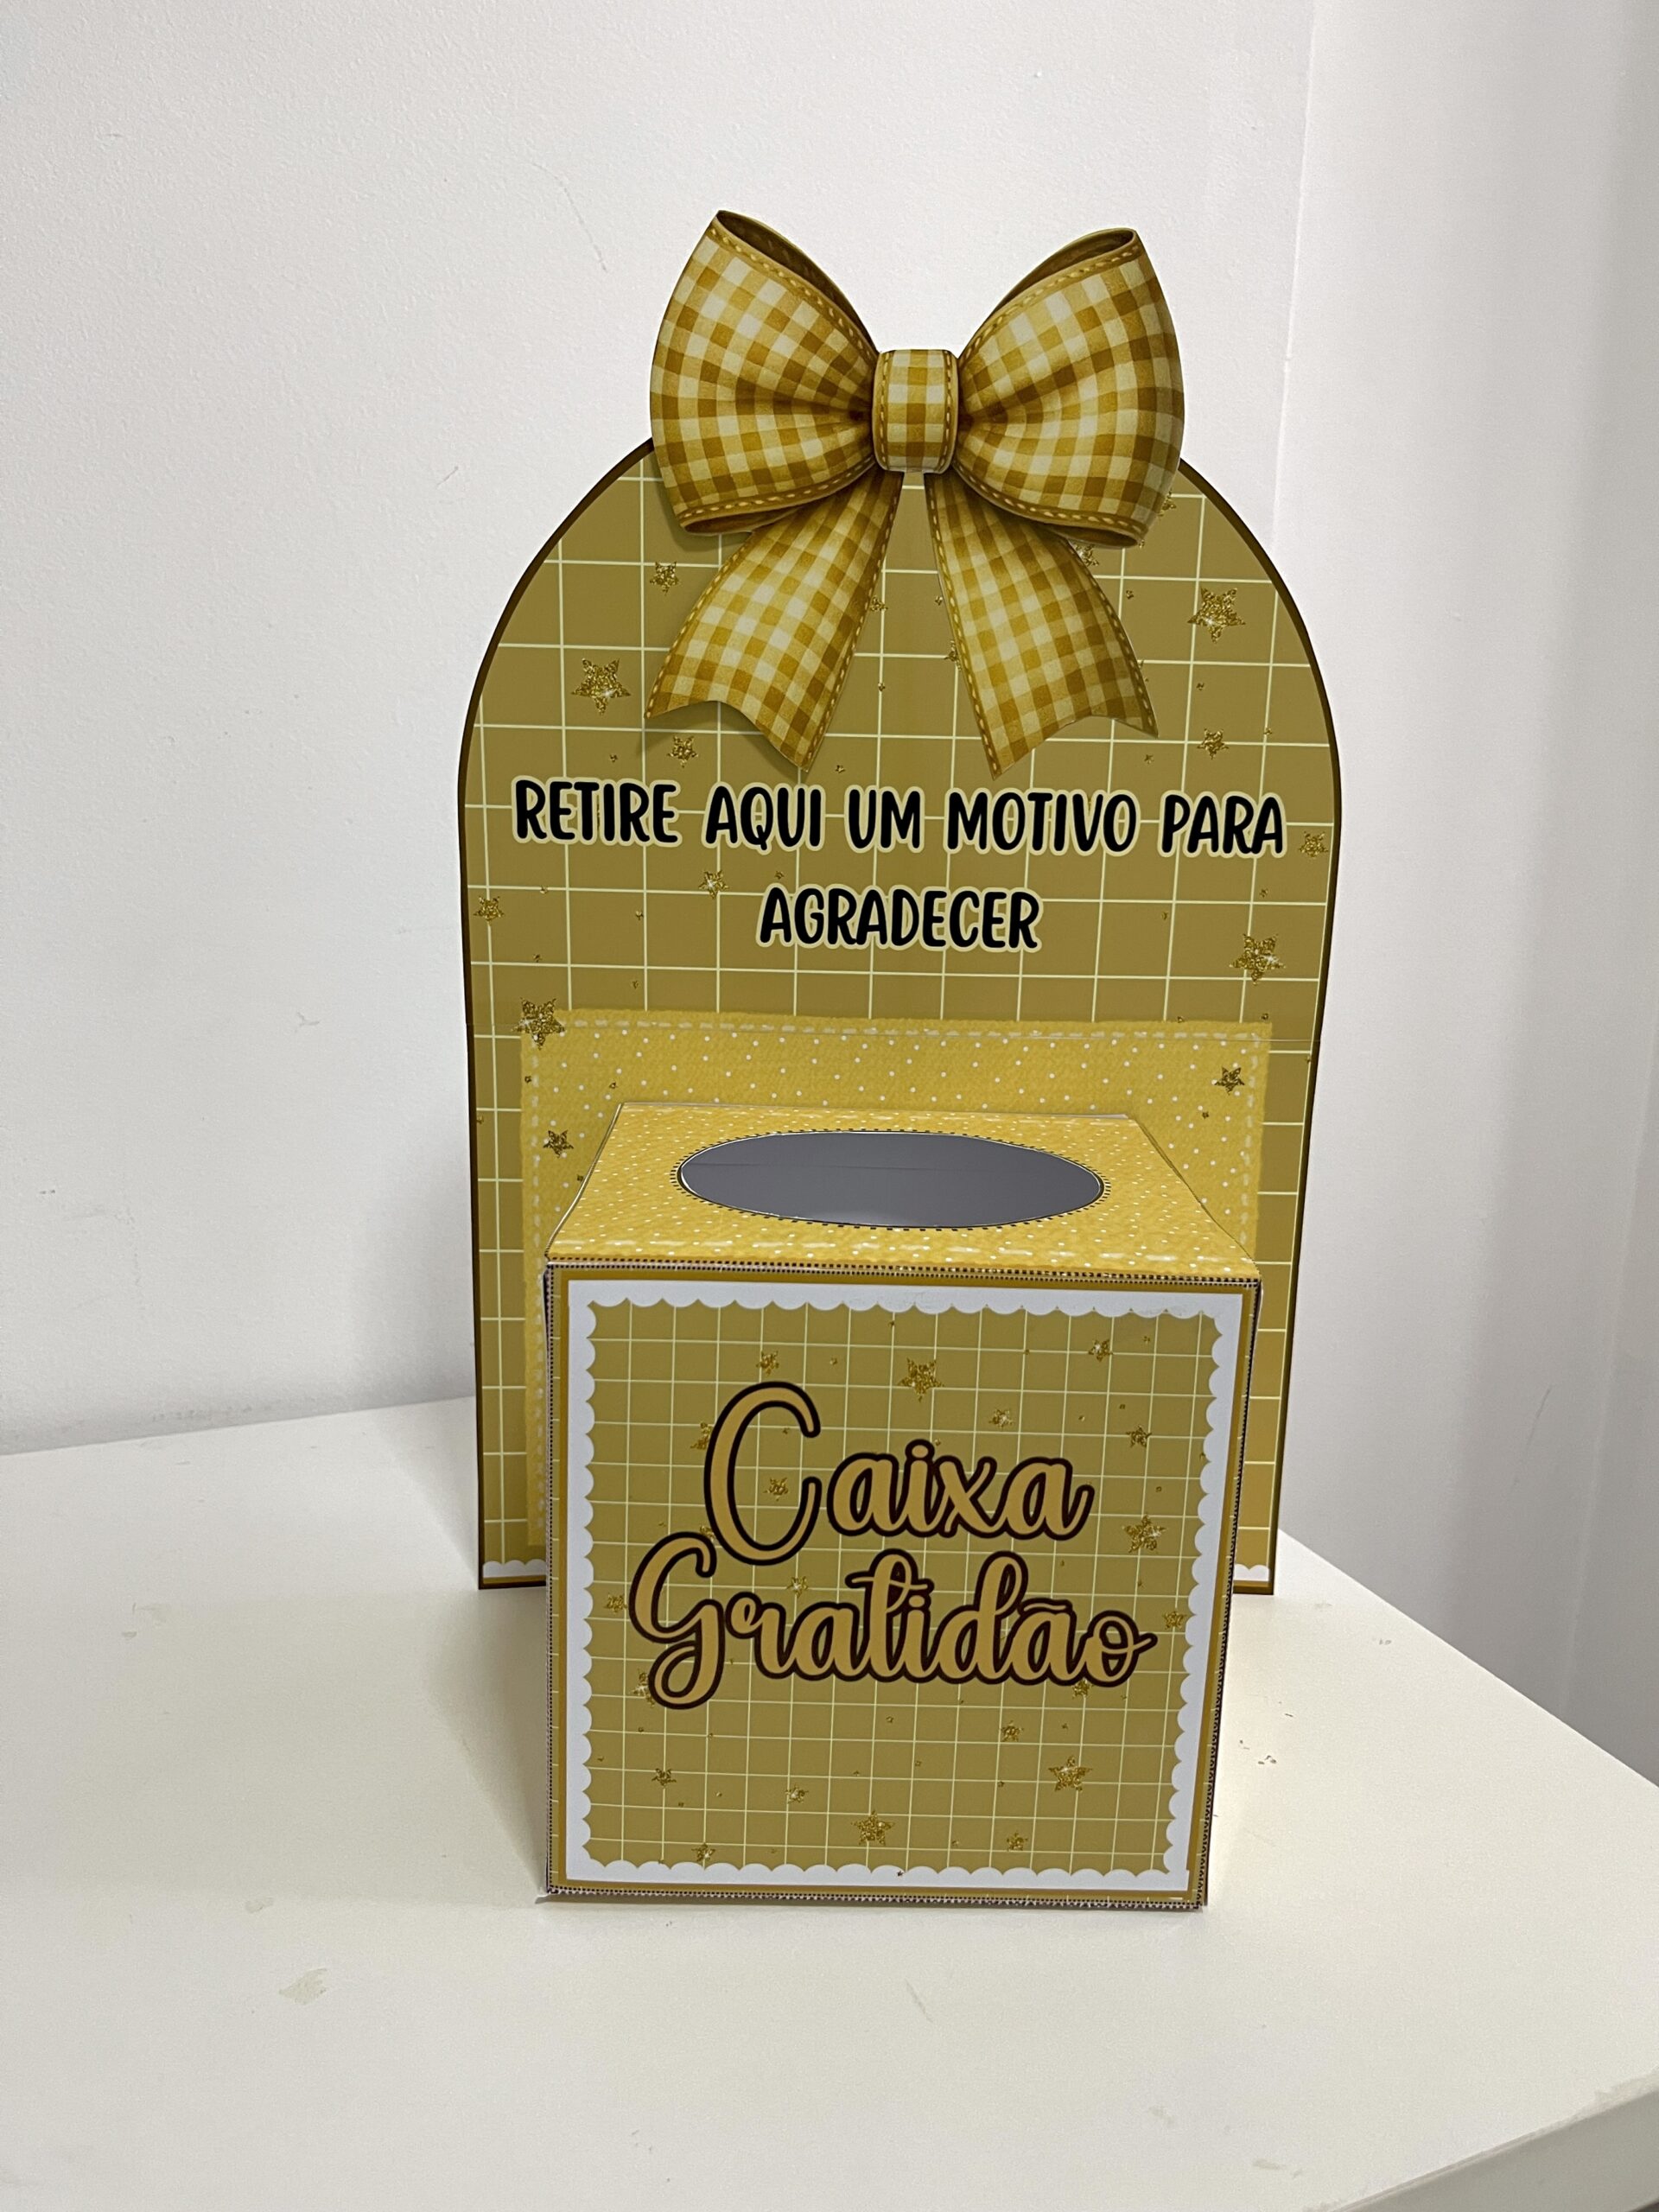 RETIRE AQUI UM MOTIVO PARA
AGRADECER
Caixa
Gratidão